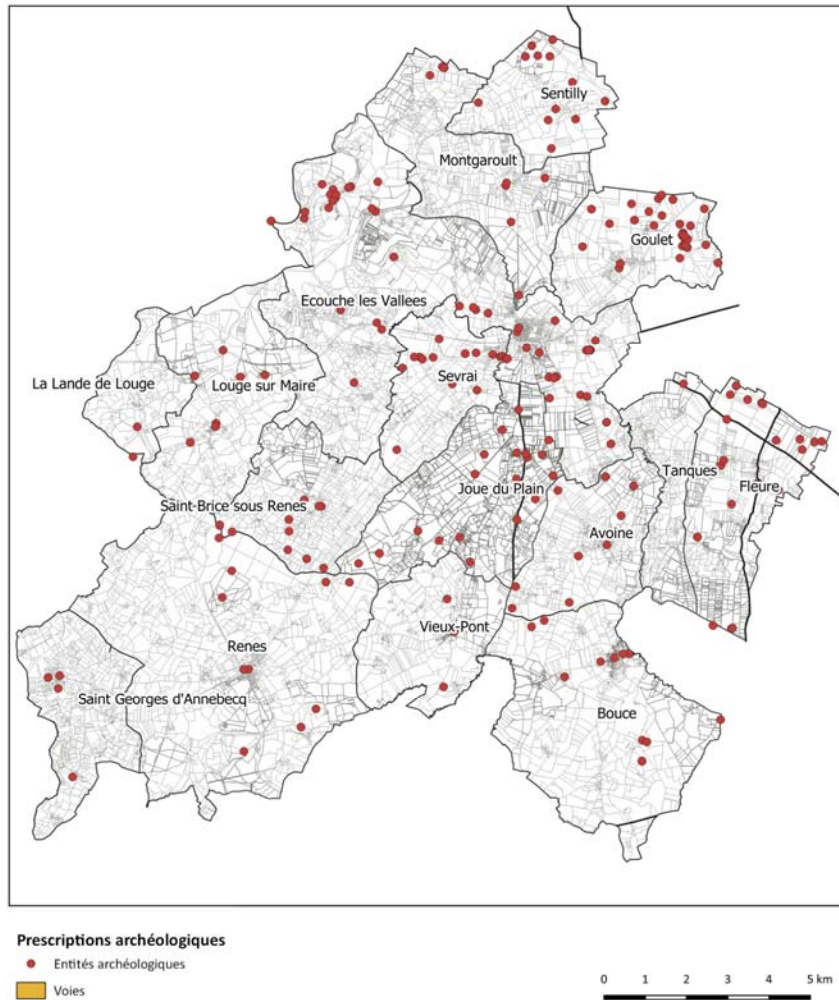 Sentilly
Montgaroult
Goulet
Ecouche les Vallees
La Lande de Louge
Louge sur Maire
Sevrai
Tanques
Fleure
Joue du Plain
Saint-Brice sous Renes
Avoine
Vieux-Pont
Renes
Saint Georges d'Annebecq
Bouce
Prescriptions archéologiques
Entités archéologiques
Voies
0 1 2 3 4 5 km